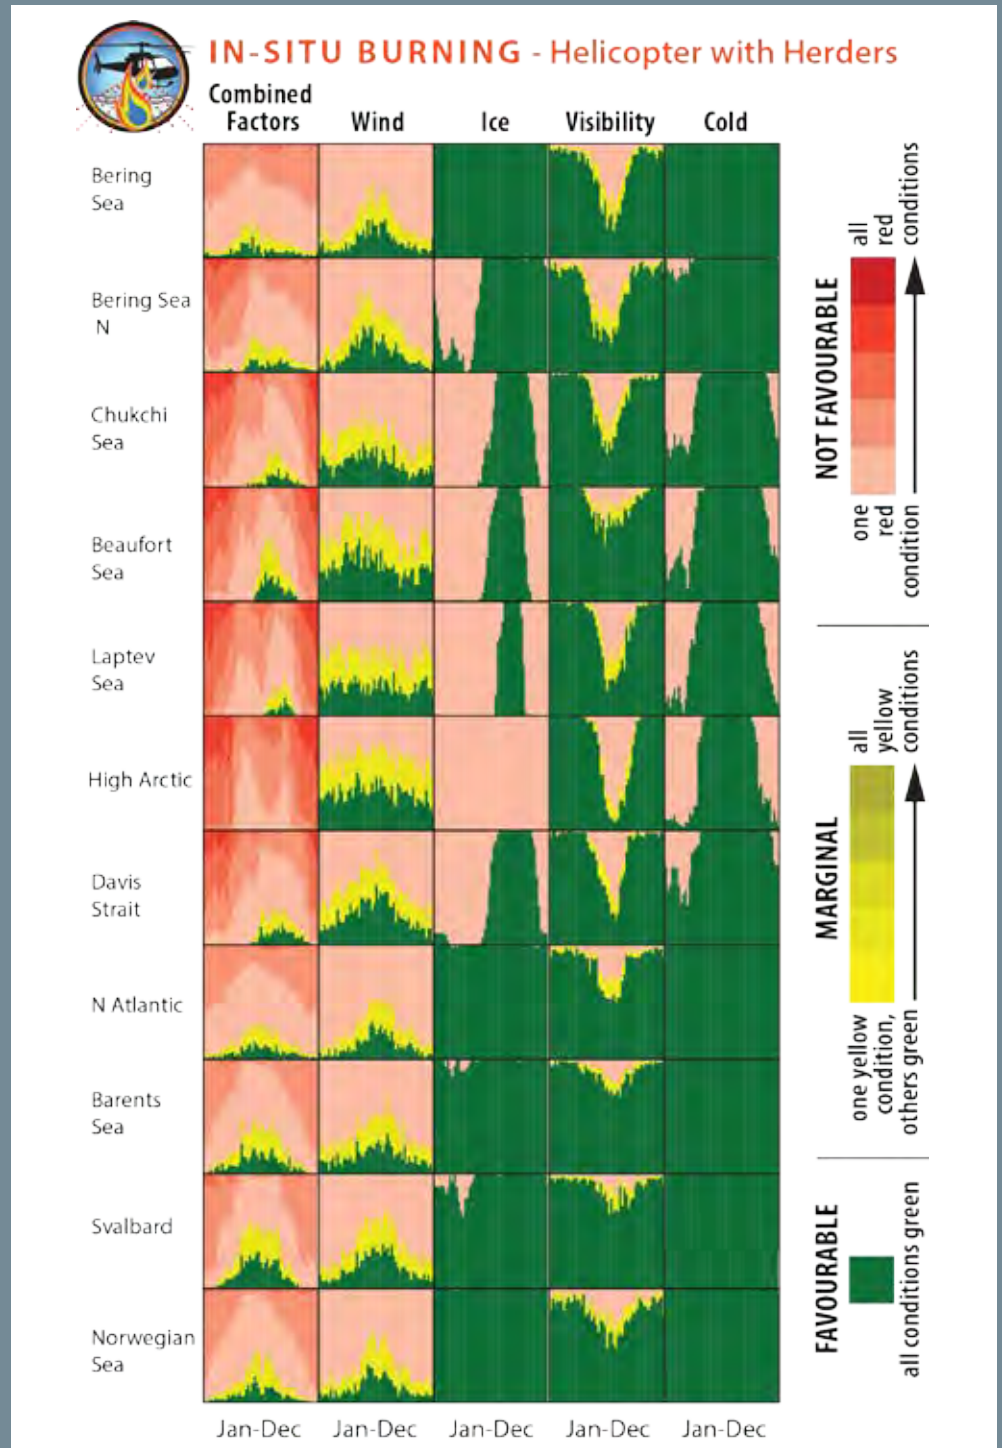 IN-SITU BURNING - Helicopter with Herders
Combined
Factors
Wind
Ice
Visibility
Cold
Bering
Sea
Bering Sea
N
Chukchi
Sea
Beaufort
Sea
Laptev
Sea
High Arctic
Davis
Strait
N Atlantic
Barents
Sea
Svalbard
Norwegian
Sea
Jan-Dec
Jan-Dec
Jan-Dec
Jan-Dec
Jan-Dec
NOT FAVOURABLE
all
red
conditions
one
red
condition
MARGINAL
all
yellow
conditions
one yellow
condition,
others green
FAVOURABLE
all conditions green